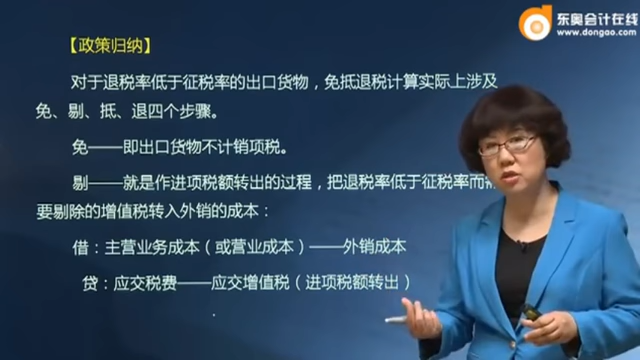 东奥会计在线
www.dongao.com
【政策归纳】
对于退税率低于征税率的出口货物，免抵退税计算实际上涉及
免、剔、抵、退四个步骤。
免——即出口货物不计销项税。
剔——就是作进项税额转出的过程，把退税率低于征税率而
要剔除的增值税转入外销的成本：
借：主营业务成本（或营业成本）——外销成本
贷：应交税费——应交增值税（进项税额转出）